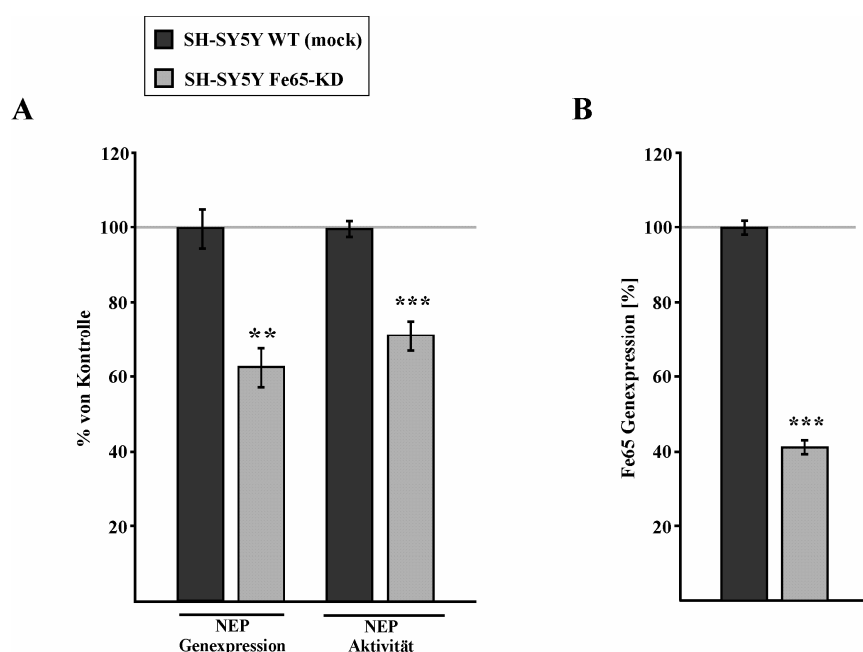 SH-SY5Y WT (mock)
SH-SY5Y Fe65-KD
A
% von Kontrolle
120
100
80
60
40
20
**
***
NEP
Genexpression
NEP
Aktivität
B
Fe65 Genexpression [%]
120
100
80
60
40
20
***